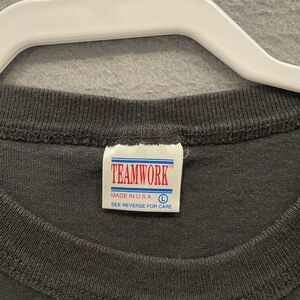 TEAMWORK®
MADE IN U.S.A. L
SEE REVERSE FOR CARE